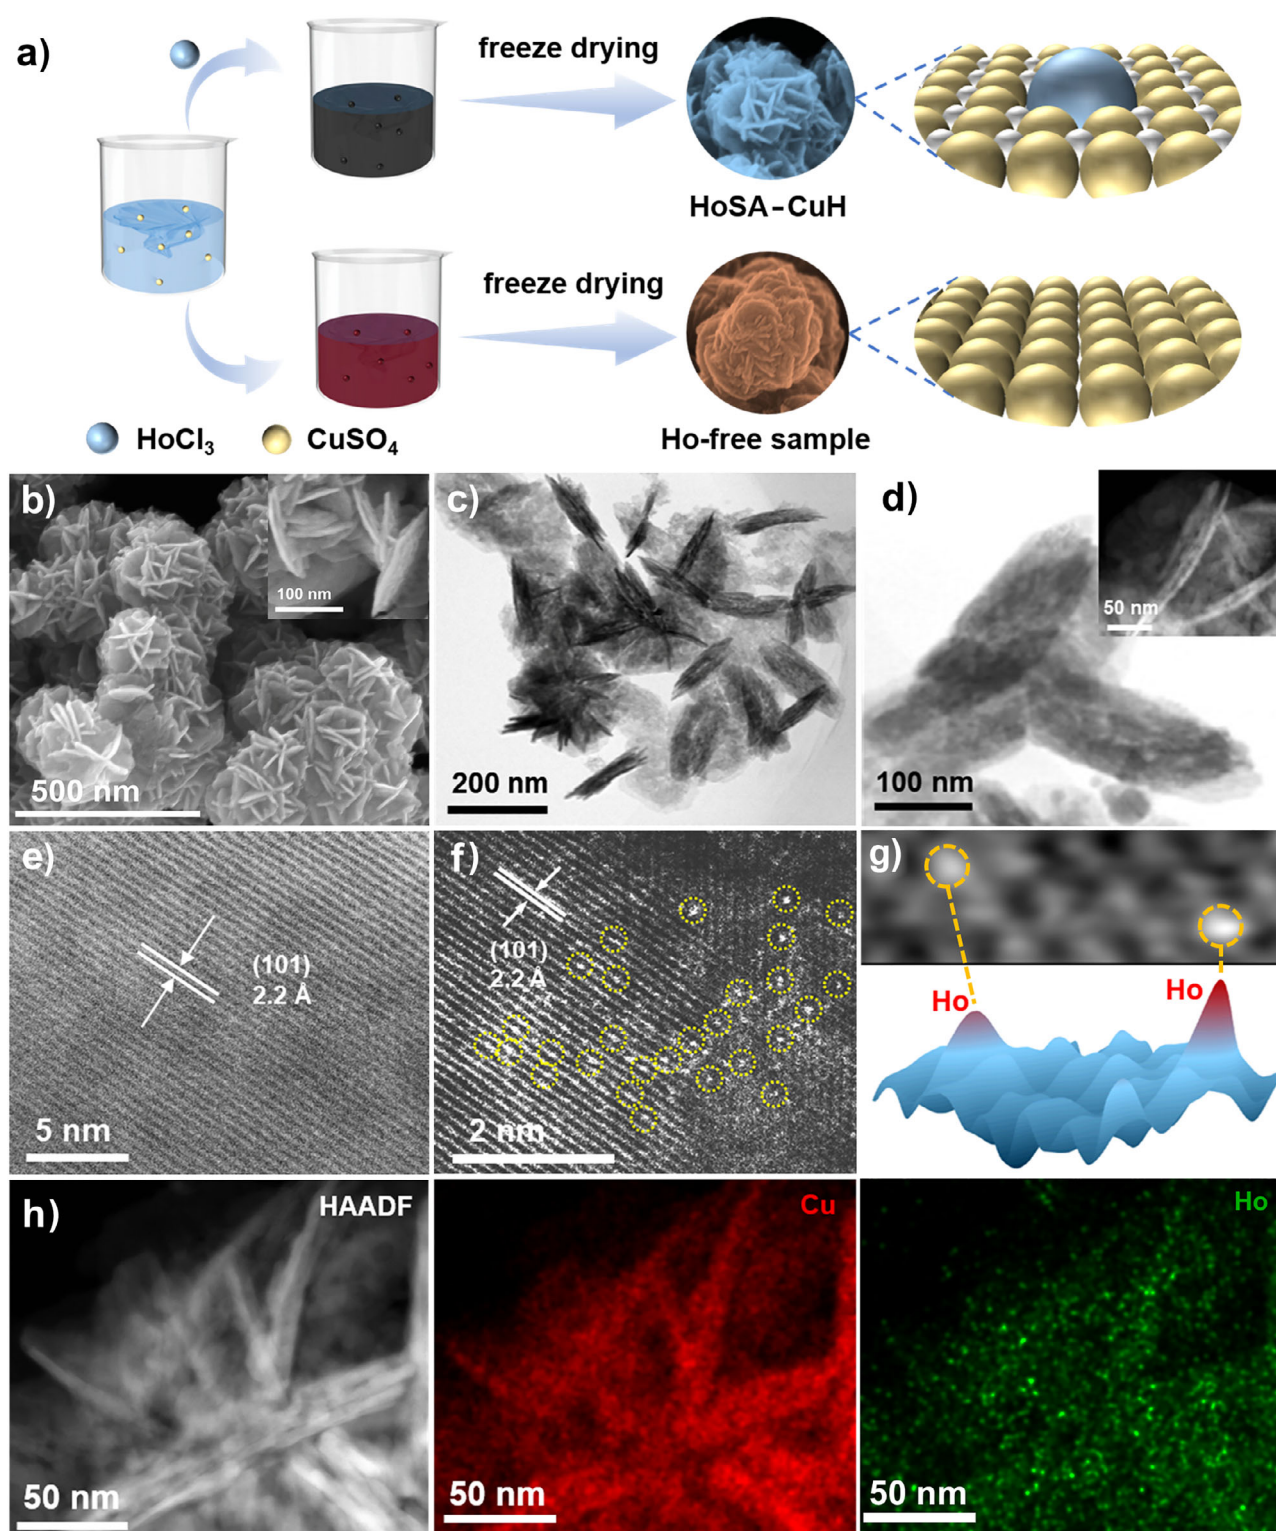 a)
freeze drying
HoSA-CuH
freeze drying
Ho-free sample
HoCl₃
CuSO₄
b)
100 nm
500 nm
c)
200 nm
d)
50 nm
100 nm
e)
(101)
2.2 Å
5 nm
f)
(101)
2.2 Å
2 nm
g)
Ho
Ho
h)
HAADF
50 nm
Cu
50 nm
Ho
50 nm